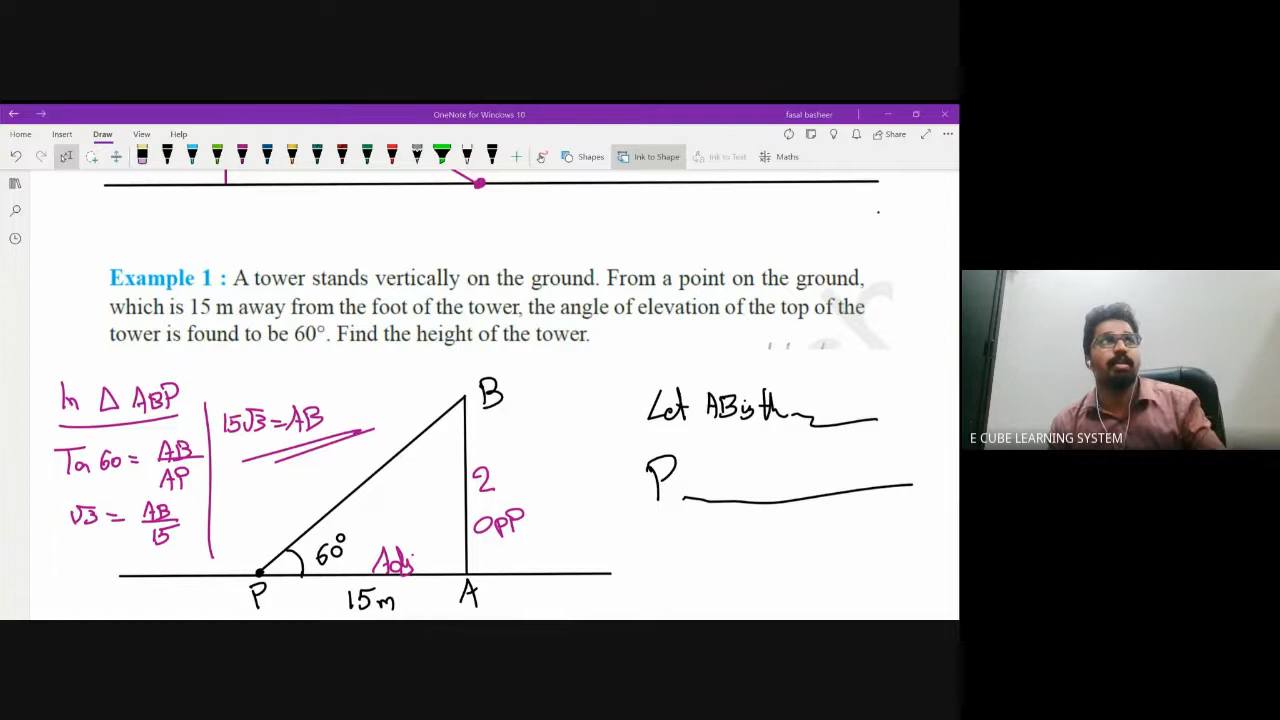 OneNote for Windows 10
fasal basheer
Home Insert Draw View Help
Share
Shapes Ink to Shape Ink to Text Maths
Example 1 : A tower stands vertically on the ground. From a point on the ground,
which is 15 m away from the foot of the tower, the angle of elevation of the top of the
tower is found to be 60°. Find the height of the tower.
In Δ ABP
Tan 60 = AB/AP
√3 = AB/15
15√3 = AB
B
2
opp
60°
Adj
P
15m
A
Let AB is the
P
E CUBE LEARNING SYSTEM